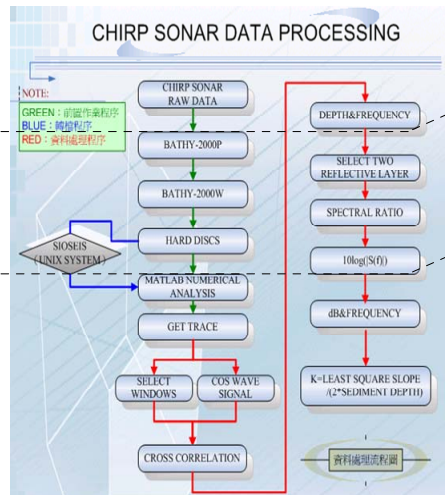 CHIRP SONAR DATA PROCESSING
NOTE:
GREEN：前置作業程序
BLUE：轉檔程序
RED：資料處理程序
CHIRP SONAR
RAW DATA
BATHY-2000P
BATHY-2000W
HARD DISCS
SIOSEIS
(UNIX SYSTEM)
MATLAB NUMERICAL
ANALYSIS
GET TRACE
SELECT
WINDOWS
COS WAVE
SIGNAL
CROSS CORRELATION
DEPTH&FREQUENCY
SELECT TWO
REFLECTIVE LAYER
SPECTRAL RATIO
10log(|S(f)|)
dB&FREQUENCY
K=LEAST SQUARE SLOPE
/(2*SEDIMENT DEPTH)
資料處理流程圖